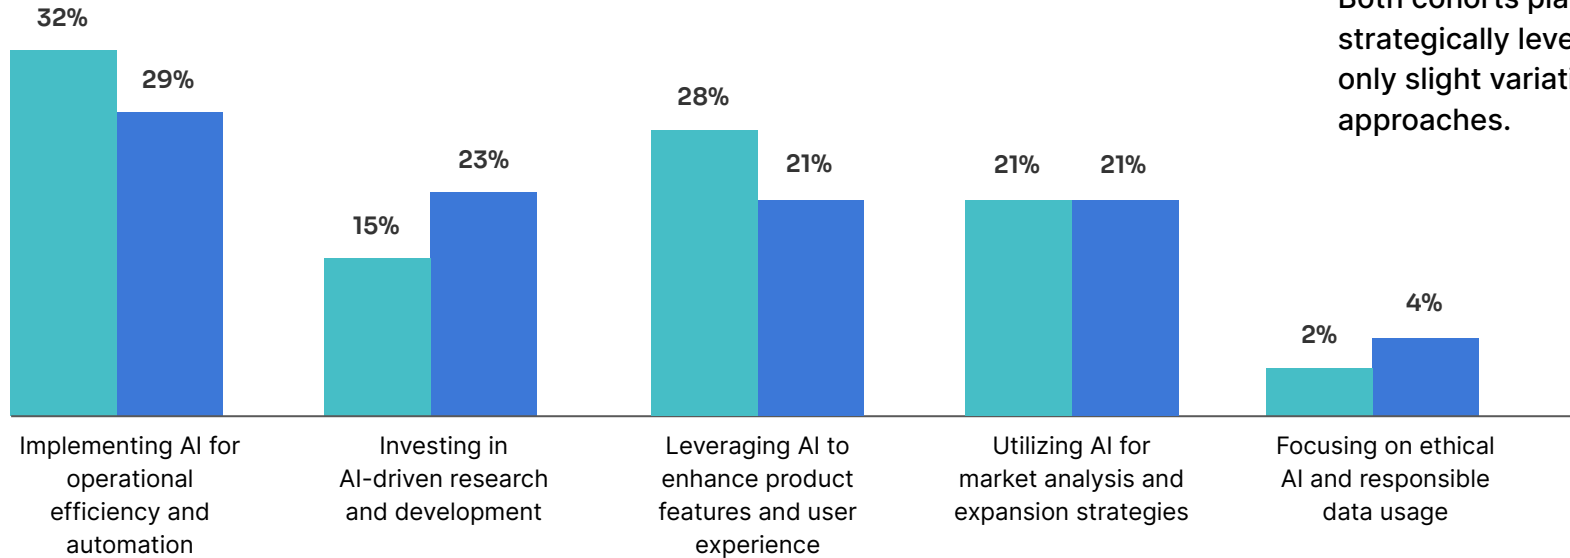 32%
29%
15%
23%
28%
21%
21%
21%
2%
4%
Both cohorts
strategically
only slight
approaches.
Implementing AI for
operational
efficiency and
automation
Investing in
AI-driven research
and development
Leveraging AI to
enhance product
features and user
experience
Utilizing AI for
market analysis and
expansion strategies
Focusing on ethical
AI and responsible
data usage